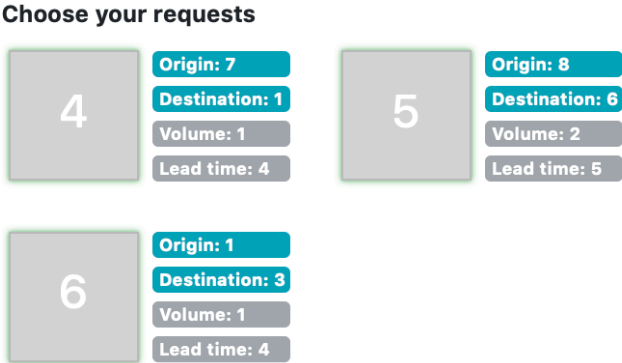 Choose your requests
4
Origin: 7
Destination: 1
Volume: 1
Lead time: 4
5
Origin: 8
Destination: 6
Volume: 2
Lead time: 5
6
Origin: 1
Destination: 3
Volume: 1
Lead time: 4